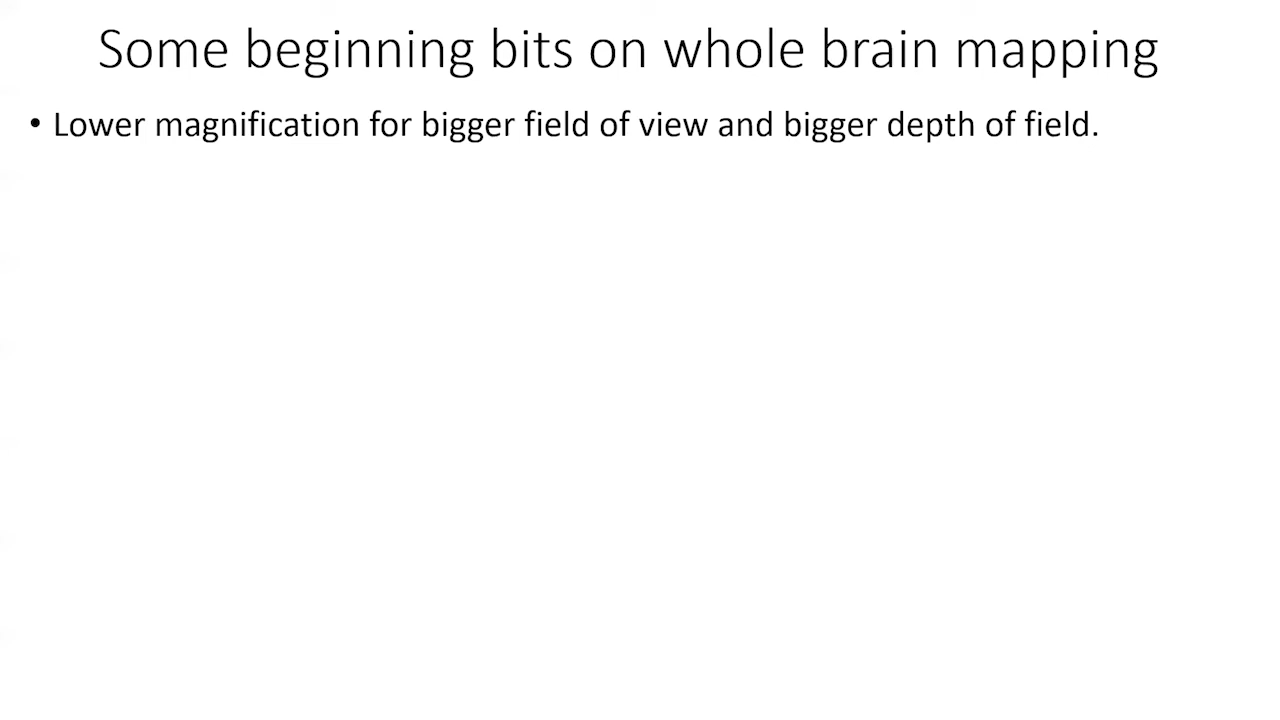 Some beginning bits on whole brain mapping
• Lower magnification for bigger field of view and bigger depth of field.